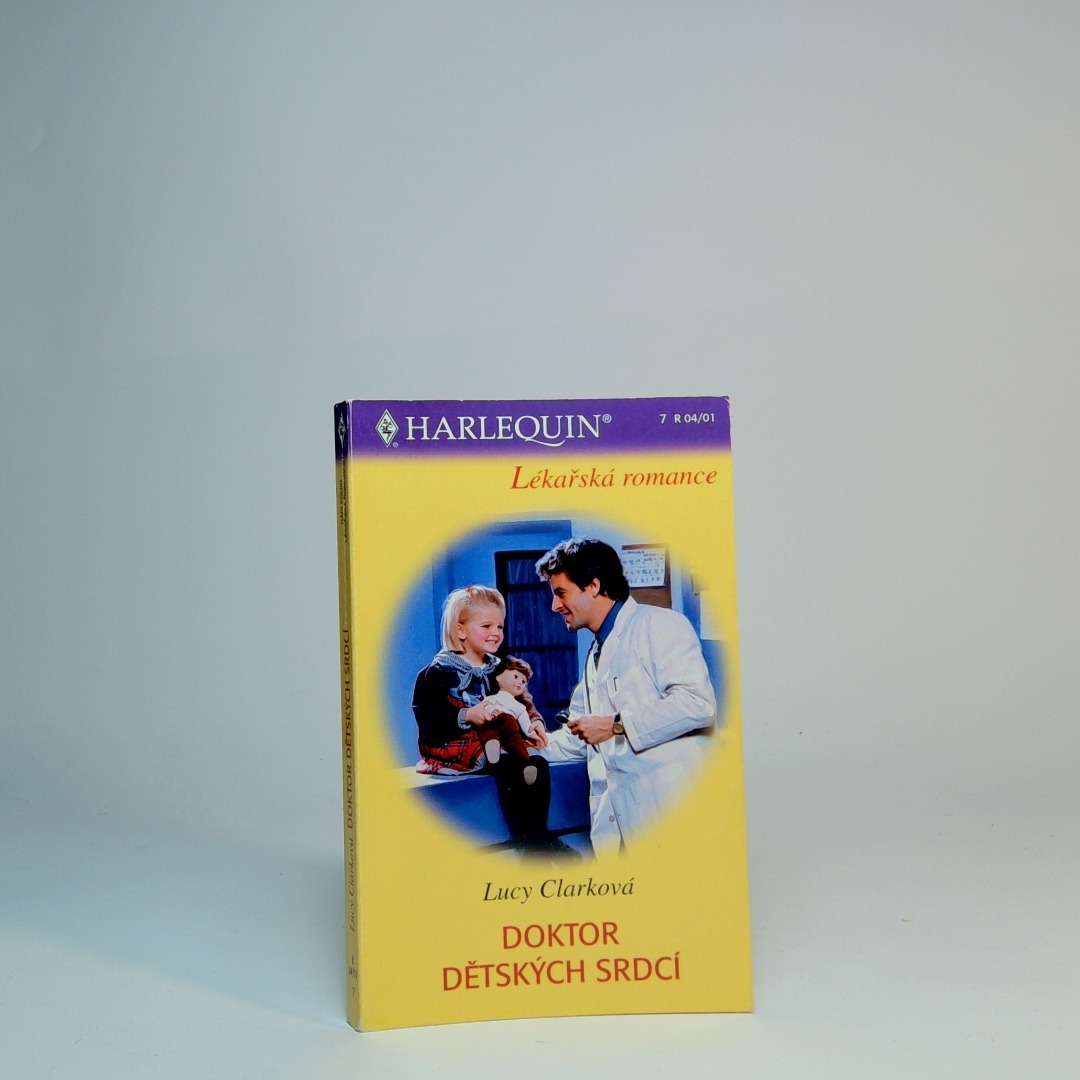 HARLEQUIN®
7 R 04/01
Lékařská romance
Lucy Clarková
DOKTOR
DĚTSKÝCH SRDCÍ
Lucy Clarková DOKTOR DĚTSKÝCH SRDCÍ